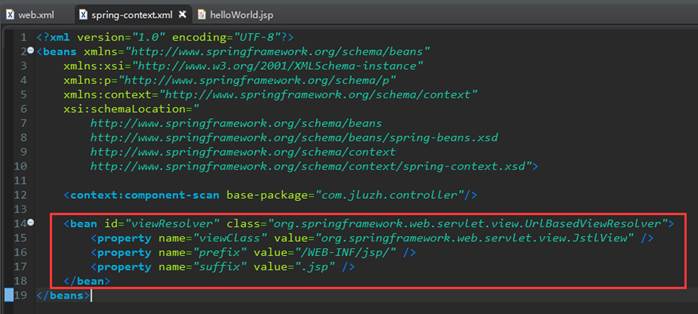 web.xml spring-context.xml helloWorld.jsp
1 <?xml version="1.0" encoding="UTF-8"?>
2 <beans xmlns="http://www.springframework.org/schema/beans"
3 xmlns:xsi="http://www.w3.org/2001/XMLSchema-instance"
4 xmlns:p="http://www.springframework.org/schema/p"
5 xmlns:context="http://www.springframework.org/schema/context"
6 xsi:schemaLocation="
7 http://www.springframework.org/schema/beans
8 http://www.springframework.org/schema/beans/spring-beans.xsd
9 http://www.springframework.org/schema/context
10 http://www.springframework.org/schema/context/spring-context.xsd">
11
12 <context:component-scan base-package="com.jluzh.controller"/>
13
14 <bean id="viewResolver" class="org.springframework.web.servlet.view.UrlBasedViewResolver">
15 <property name="viewClass" value="org.springframework.web.servlet.view.JstlView" />
16 <property name="prefix" value="/WEB-INF/jsp/" />
17 <property name="suffix" value=".jsp" />
18 </bean>
19 </beans>